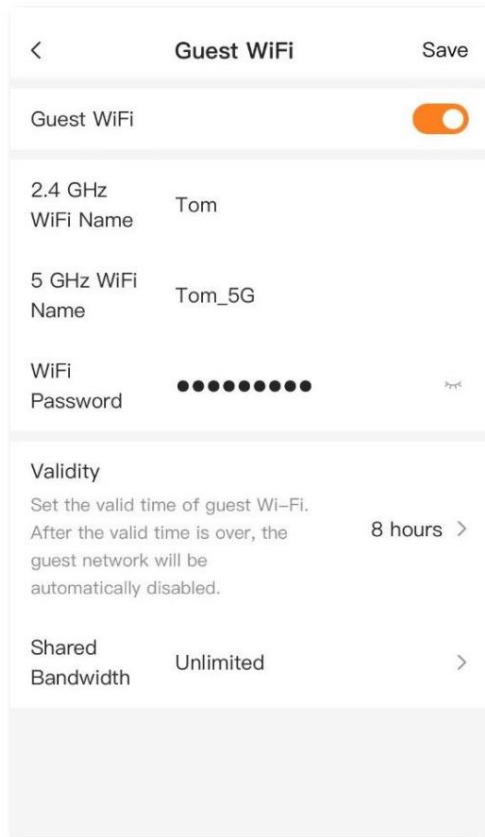 Guest WiFi Save
Guest WiFi
2.4 GHz
WiFi Name
Tom
5 GHz WiFi
Name
Tom_5G
WiFi
Password
●●●●●●●●●
Validity
Set the valid time of guest Wi-Fi.
After the valid time is over, the
guest network will be
automatically disabled.
8 hours
Shared
Bandwidth
Unlimited